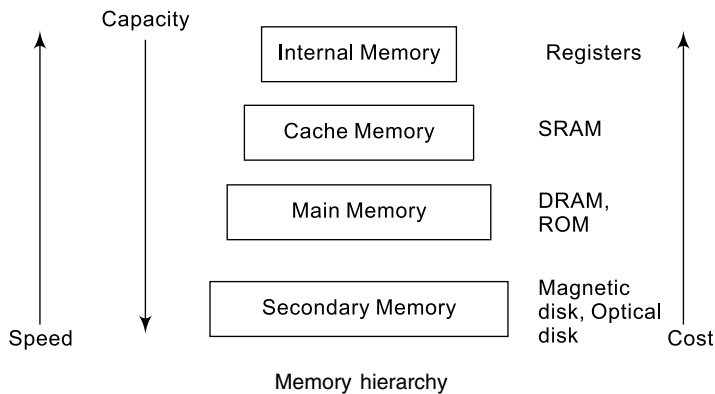 Capacity
Internal Memory
Registers
Cache Memory
SRAM
Main Memory
DRAM,
ROM
Secondary Memory
Magnetic
disk, Optical
disk
Speed
Cost
Memory hierarchy